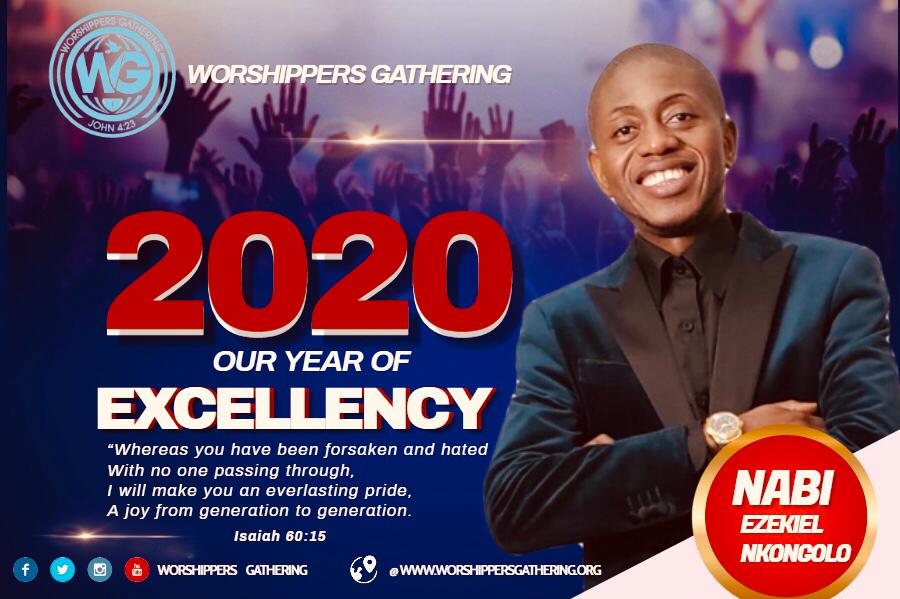 WORSHIPPERS GATHERING
WG
JOHN 4:23
WORSHIPPERS GATHERING
2020
OUR YEAR OF
EXCELLENCY
“Whereas you have been forsaken and hated
With no one passing through,
I will make you an everlasting pride,
A joy from generation to generation.
Isaiah 60:15
NABI
EZEKIEL
NKONGOLO
You Tube
WORSHIPPERS GATHERING
@WWW.WORSHIPPERSGATHERING.ORG